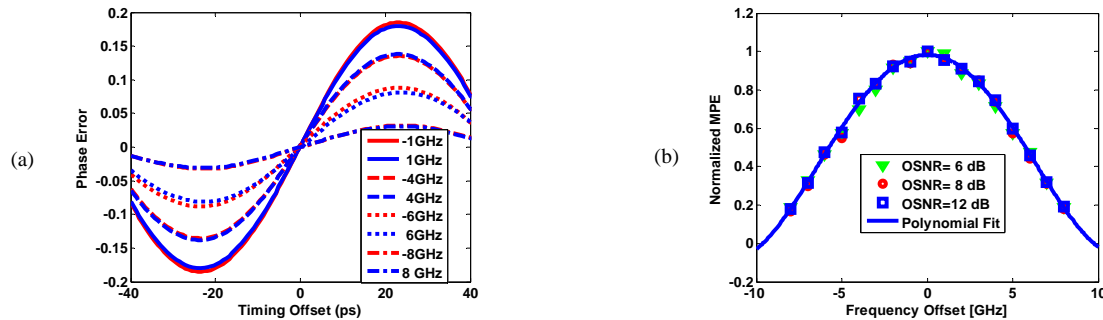 (a)
Phase Error
0.2
0.15
0.1
0.05
0
-0.05
0.1
0.15
0.2
-40
-20
0
20
40
Timing Offset (ps)
-1GHz
1GHz
-4GHz
4GHz
-6GHz
6GHz
-8GHz
8 GHz
(b)
Normalized MPE
1.2
1
0.8
0.6
0.4
0.2
0
-0.2
-10
-5
0
5
10
Frequency Offset [GHz]
OSNR= 6 dB
OSNR= 8 dB
OSNR=12 dB
Polynomial Fit